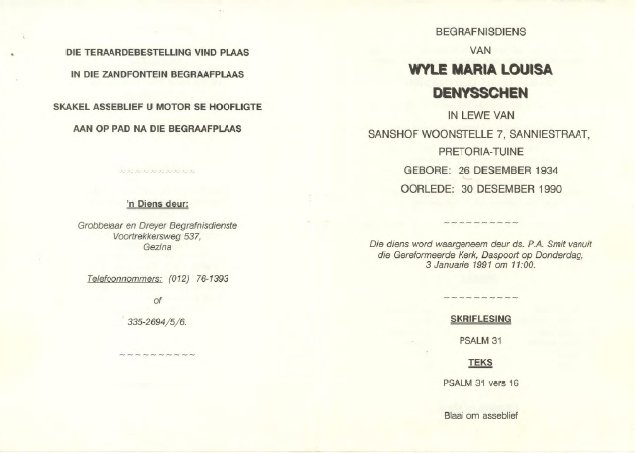 DIE TERAARDEBESTELLING VIND PLAAS
IN DIE ZANDFONTEIN BEGRAAFPLAAS
SKAKEL ASSEBLIEF U MOTOR SE HOOFLIGTE
AAN OP PAD NA DIE BEGRAAFPLAAS
~~~~~~~~~~
'n Diens deur:
Grobbelaar en Dreyer Begrafnisdienste
Voortrekkersweg 537,
Gezina
Telefoonnommers: (012) 76-1393
of
335-2694/5/6.
~~~~~~~~~~
BEGRAFNISDIENS
VAN
WYLE MARIA LOUISA
DENYSSCHEN
IN LEWE VAN
SANSHOF WOONSTELLE 7, SANNIESTRAAT,
PRETORIA-TUINE
GEBORE: 26 DESEMBER 1934
OORLEDE: 30 DESEMBER 1990
~~~~~~~~~~
Die diens word waargeneem deur ds. P.A. Smit vanuit
die Gereformeerde Kerk, Daspoort op Donderdag,
3 Januarie 1991 om 11:00.
~~~~~~~~~~
SKRIFLESING
PSALM 31
TEKS
PSALM 31 vers 16
Blaai om asseblief